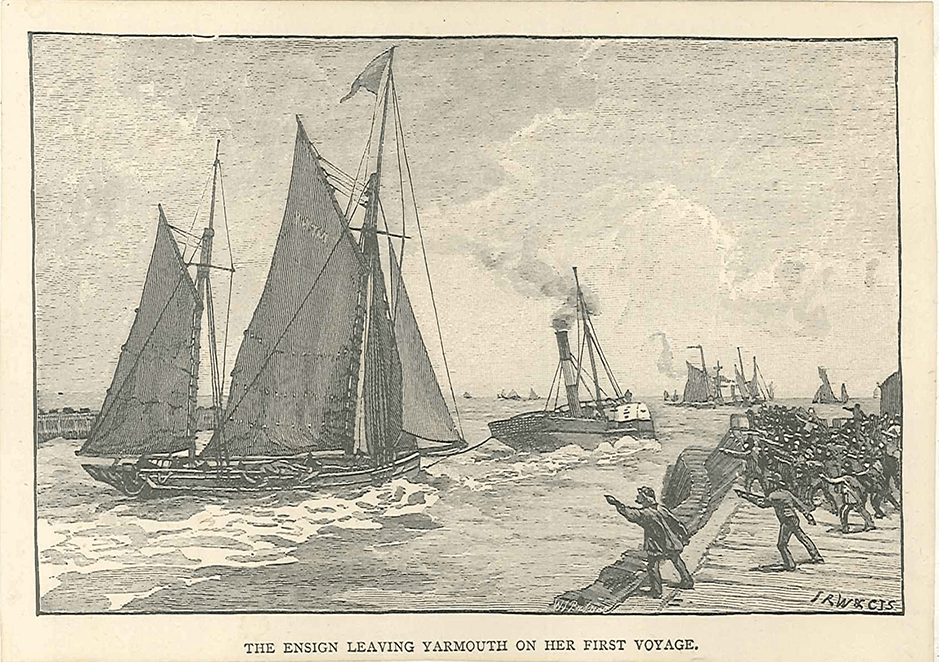 J.R.W & C.J.S.
THE ENSIGN LEAVING YARMOUTH ON HER FIRST VOYAGE.